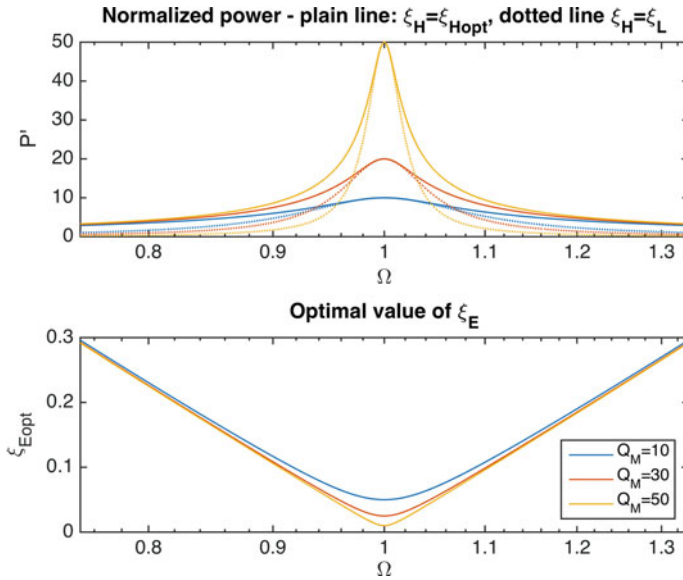 Normalized power - plain line: ξH=ξHopt, dotted line ξH=ξL
50
40
30
20
10
0
P'
0.8 0.9 1 1.1 1.2 1.3
Ω
Optimal value of ξE
0.3
0.2
0.1
0
ξEopt
QM=10
QM=30
QM=50
0.8 0.9 1 1.1 1.2 1.3
Ω